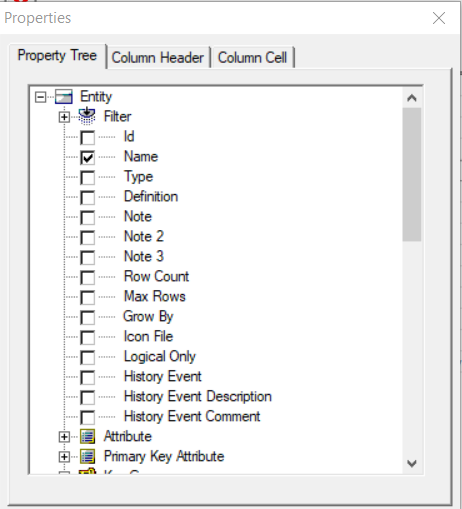 Properties
Property Tree Column Header Column Cell
Entity
Filter
Id
Name
Type
Definition
Note
Note 2
Note 3
Row Count
Max Rows
Grow By
Icon File
Logical Only
History Event
History Event Description
History Event Comment
Attribute
Primary Key Attribute